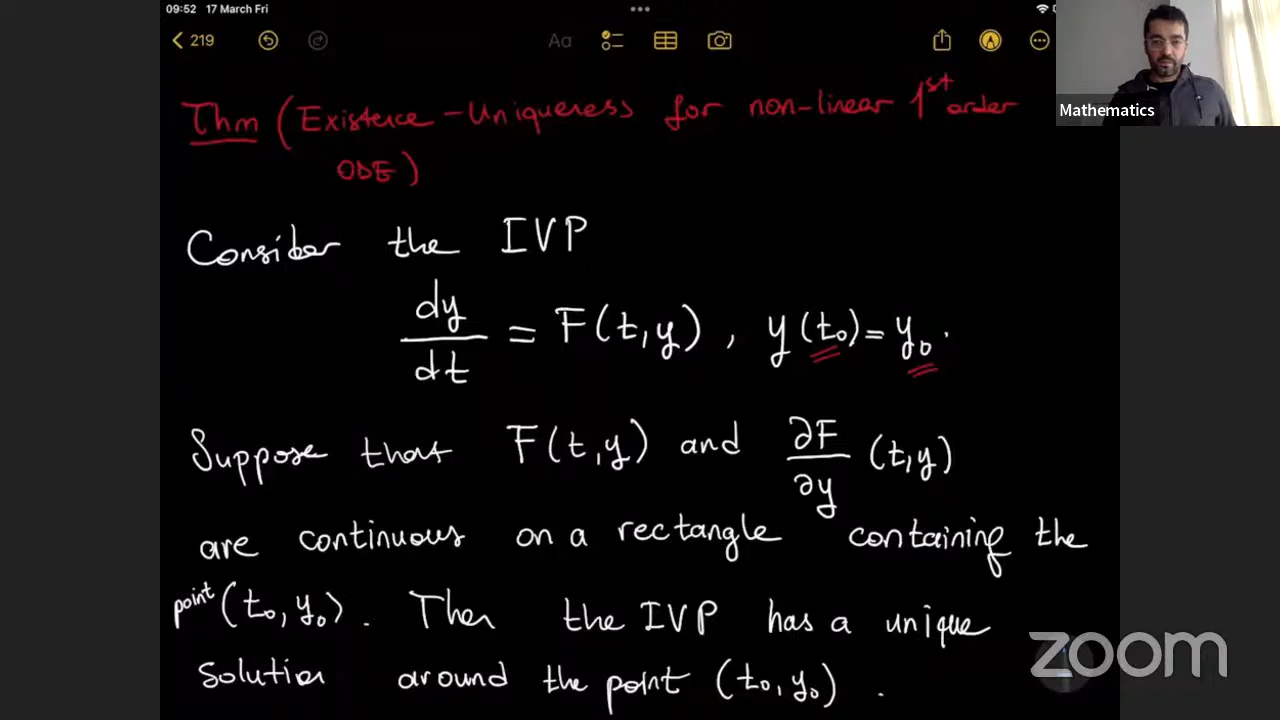 09:52 17 March Fri
219
Aa
Mathematics
Thm (Existence - Uniqueness for non-linear 1st order
ODE)
Consider the IVP
dy/dt = F(t,y), y(t₀) = y₀.
Suppose that F(t,y) and ∂F/∂y (t,y)
are continuous on a rectangle containing the
point (t₀, y₀). Then the IVP has a unique
solution around the point (t₀, y₀).
zoom